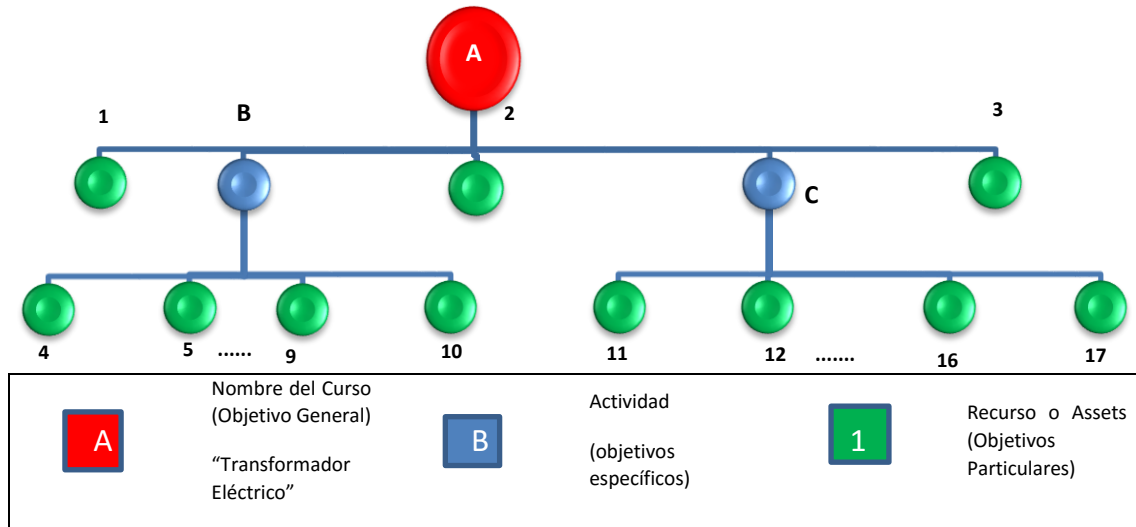 A
1 B 2 3
C
4 5 ...... 9 10 11 12 ....... 16 17
A
Nombre del Curso
(Objetivo General)
“Transformador
Eléctrico”
B
Actividad
(objetivos
específicos)
1
Recurso o Assets
(Objetivos
Particulares)